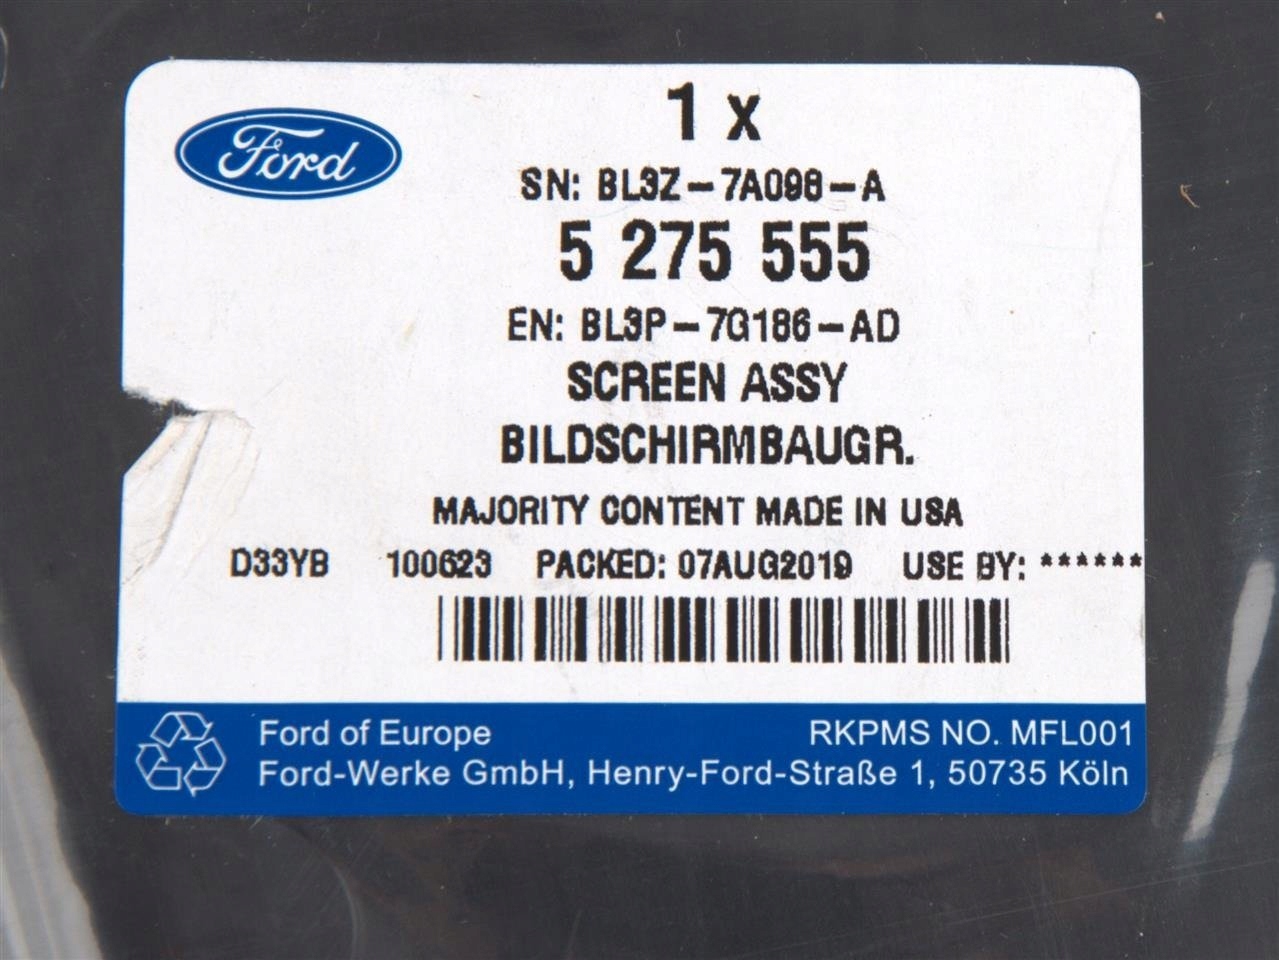 Ford
1 x
SN: BL3Z-7A098-A
5 275 555
EN: BL3P-7G186-AD
SCREEN ASSY
BILDSCHIRMBAUGR.
MAJORITY CONTENT MADE IN USA
D33YB 100623 PACKED: 07AUG2019 USE BY: ******
Ford of Europe RKPMS NO. MFL001
Ford-Werke GmbH, Henry-Ford-Straße 1, 50735 Köln